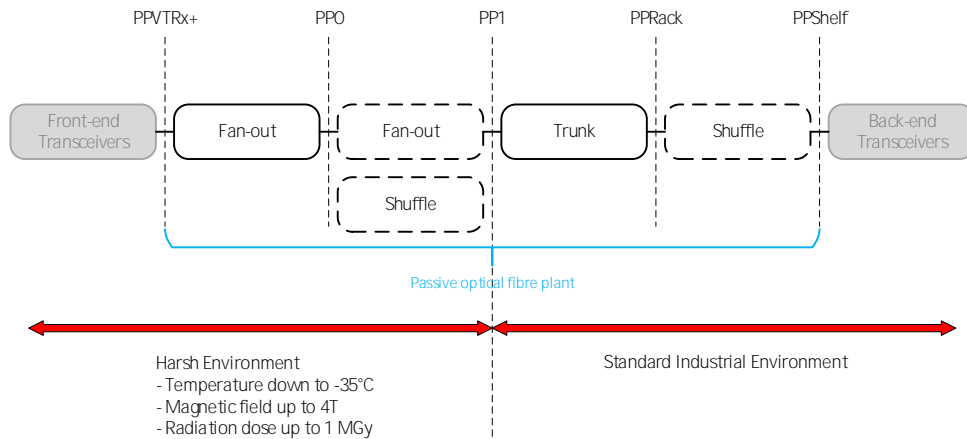 PPVTRx+
PP0
PP1
PPRack
PPShelf
Front-end
Transceivers
Fan-out
Fan-out
Trunk
Shuffle
Back-end
Transceivers
Shuffle
Passive optical fibre plant
Harsh Environment
- Temperature down to -35°C
- Magnetic field up to 4T
- Radiation dose up to 1 MGy
Standard Industrial Environment